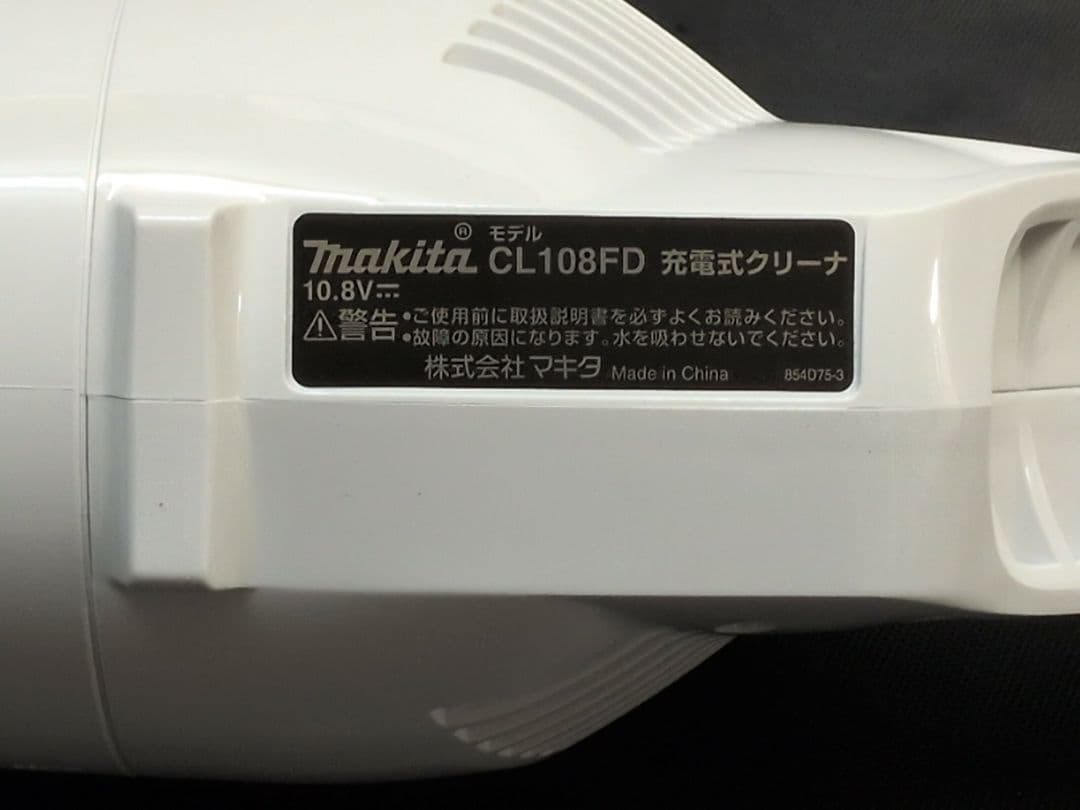 makita® モデル CL108FD 充電式クリーナ
10.8V⎓
⚠警告 •ご使用前に取扱説明書を必ずよくお読みください。
•故障の原因になります。水を吸わせないでください。
株式会社 マキタ Made in China 854D75-3